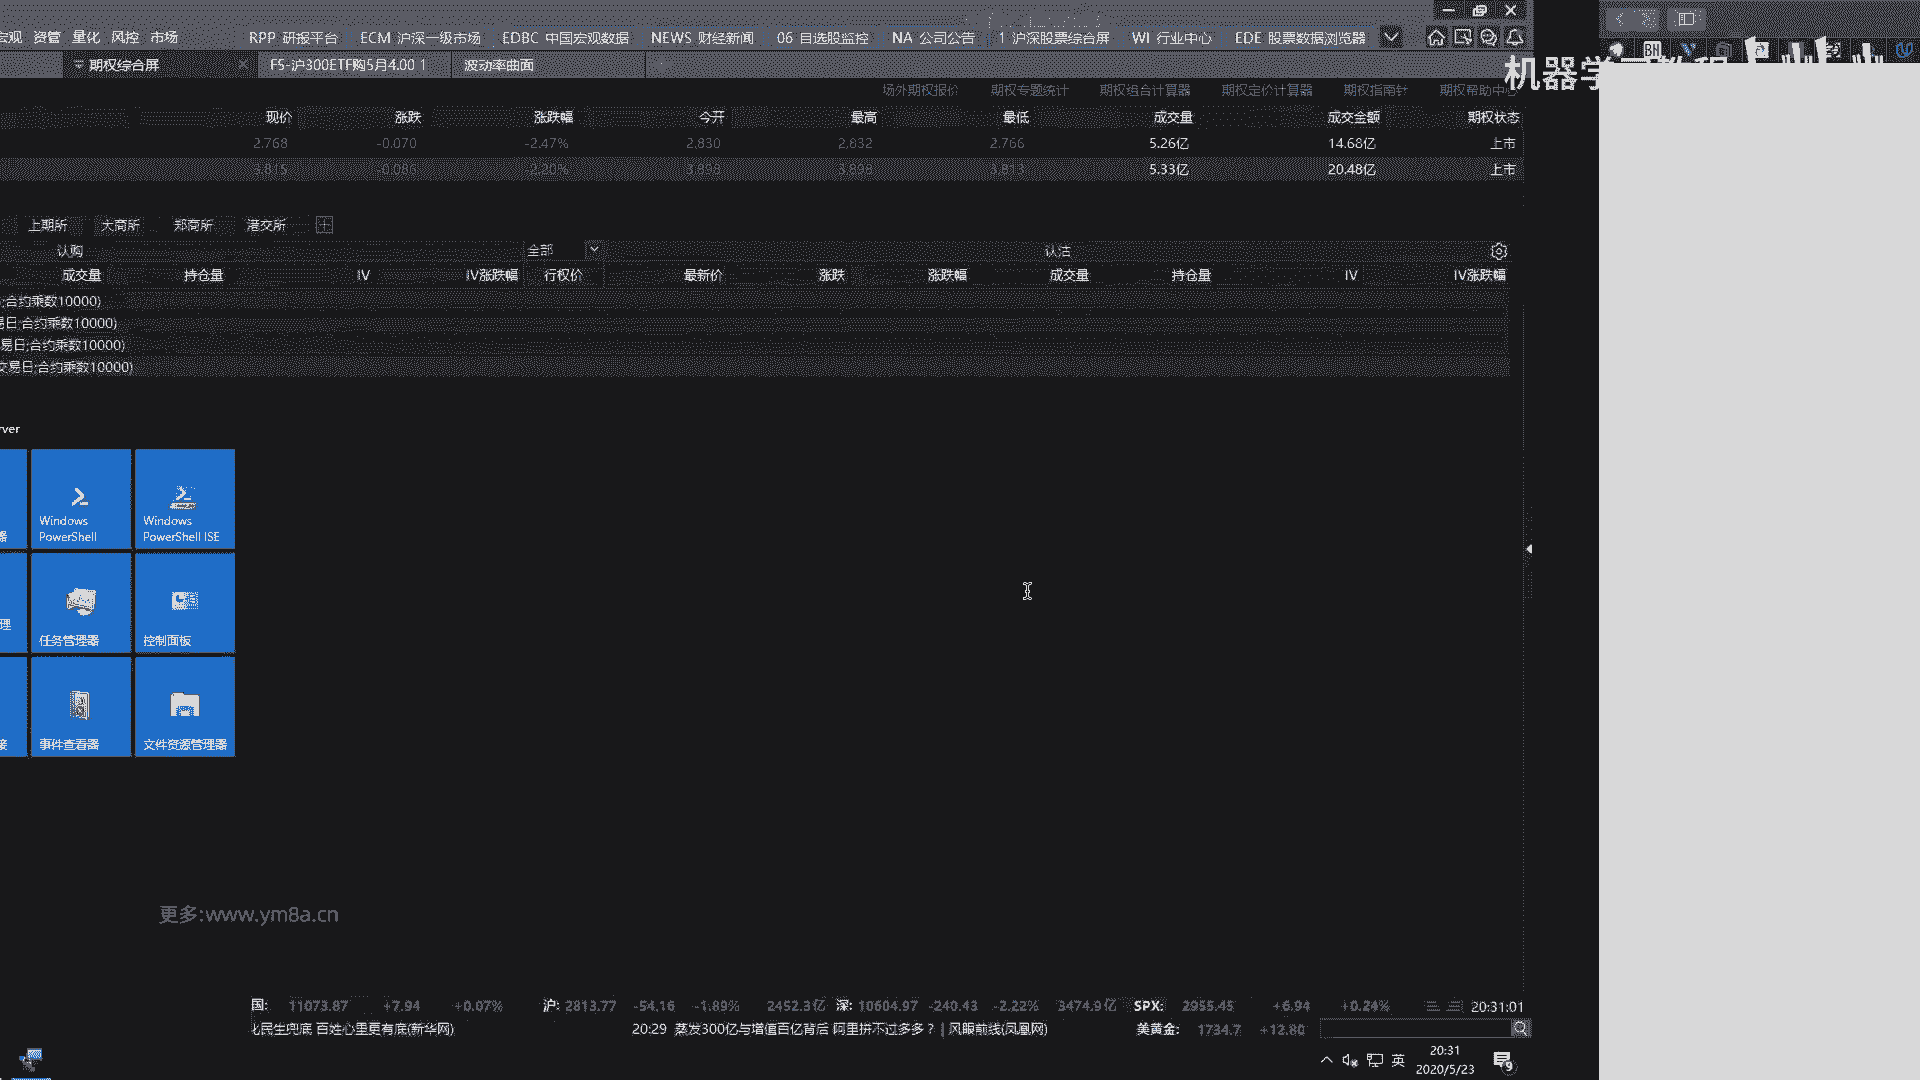 宏观 资管 量化 风控 市场 RPP 研报平台 ECM 沪深一级市场 EDBC 中国宏观数据 NEWS 财经新闻 06 自选股监控 NA 公司公告 1 沪深股票综合屏 WI 行业中心 EDE 股票数据浏览器
期权综合屏 F5-沪300ETF购5月4.00 1 波动率曲面
机器学
场外期权报价 期权专题统计 期权组合计算器 期权定价计算器 期权指南针 期权帮助中心
现价 涨跌 涨跌幅 今开 最高 最低 成交量 成交金额 期权状态
2.768 -0.070 -2.47% 2.830 2.832 2.766 5.26亿 14.68亿 上市
3.815 -0.086 -2.20% 3.898 3.898 3.813 5.33亿 20.48亿 上市
上期所 大商所 郑商所 港交所
认购 全部 认沽
成交量 持仓量 IV IV涨跌幅 行权价 最新价 涨跌 涨跌幅 成交量 持仓量 IV IV涨跌幅
;合约乘数10000)
易日;合约乘数10000)
易日;合约乘数10000)
交易日;合约乘数10000)
rver
Windows PowerShell
Windows PowerShell ISE
器
理
任务管理器
控制面板
接
事件查看器
文件资源管理器
更多:www.ym8a.cn
国: 11073.87 +7.94 +0.07% 沪: 2813.77 -54.16 -1.89% 2452.3亿 深: 10604.97 -240.43 -2.22% 3474.9亿 SPX: 2955.45 +6.94 +0.24% 20:31:01
民生兜底 百姓心里更有底(新华网) 20:29 蒸发300亿与增值百亿背后 阿里拼不过多多？ | 风眼前线(凤凰网) 美黄金: 1734.7 +12.80
英
20:31
2020/5/23
9